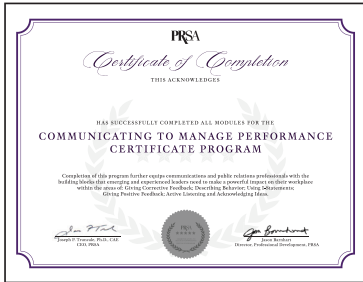 PRSA
Certificate of Completion
THIS ACKNOWLEDGES
HAS SUCCESSFULLY COMPLETED ALL MODULES FOR THE
COMMUNICATING TO MANAGE PERFORMANCE
CERTIFICATE PROGRAM
Completion of this program further equips communications and public relations professionals with the
building blocks that emerging and experienced leaders need to make a powerful impact on their workplace
within the areas of: Giving Corrective Feedback; Describing Behavior; Using I-Statements;
Giving Positive Feedback; Active Listening and Acknowledging Ideas.
PRSA
Joseph P. Truncale, Ph.D., CAE
CEO, PRSA
Jason Bornhart
Director, Professional Development, PRSA